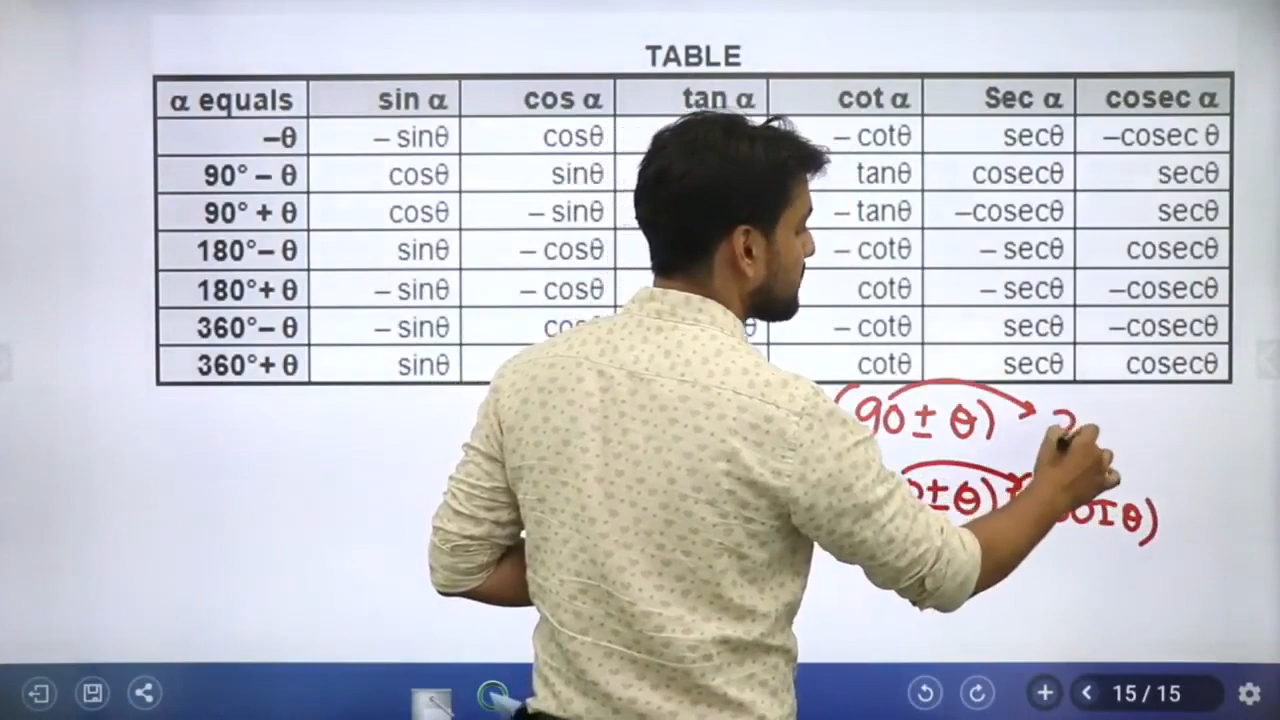 TABLE
α equals sin α cos α tan α cot α Sec α cosec α
–θ – sinθ cosθ – cotθ secθ –cosec θ
90° – θ cosθ sinθ tanθ cosecθ secθ
90° + θ cosθ – sinθ – tanθ –cosecθ secθ
180°– θ sinθ – cosθ – cotθ – secθ cosecθ
180°+ θ – sinθ – cosθ cotθ – secθ –cosecθ
360°– θ – sinθ – cotθ secθ –cosecθ
360°+ θ sinθ cotθ secθ cosecθ
(90 ± θ)
±θ) ± θ)
15 / 15